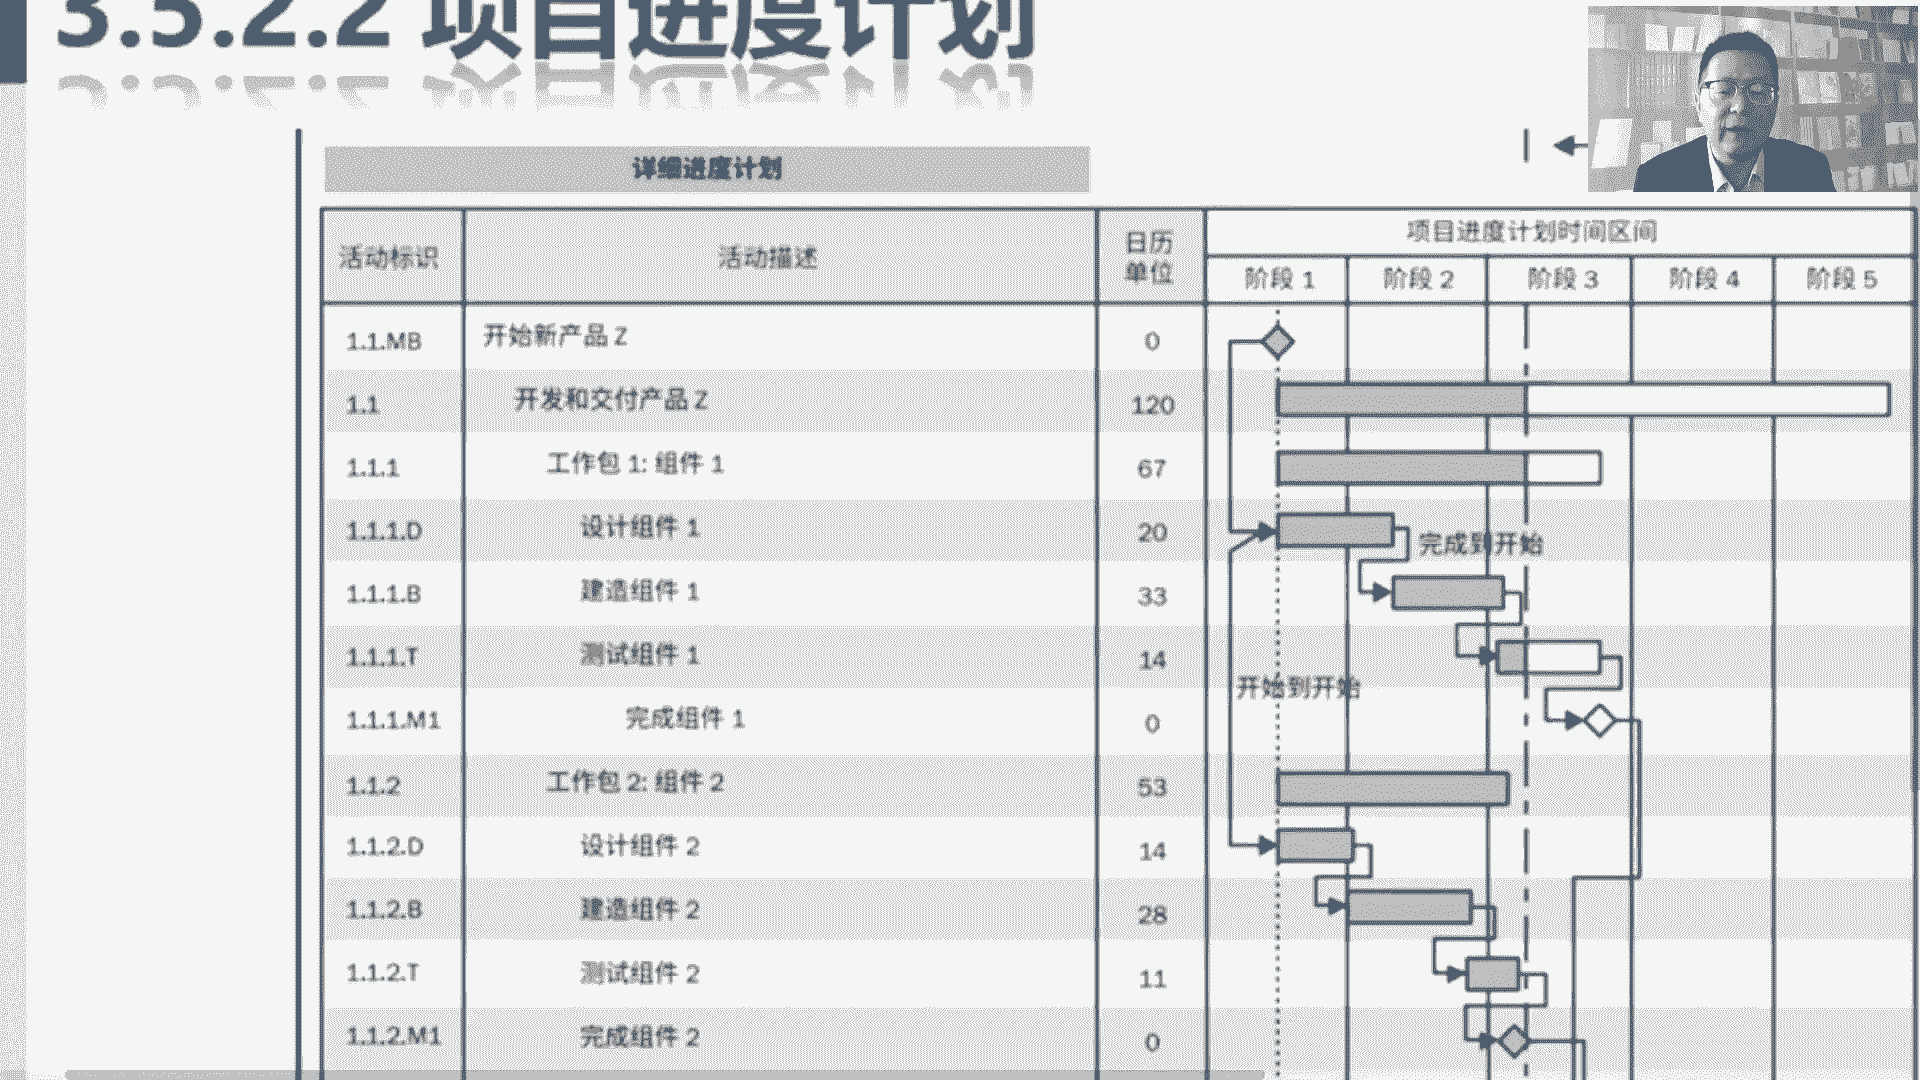 3.5.2.2 项目进度计划
详细进度计划
活动标识 活动描述 日历单位 项目进度计划时间区间
阶段 1 阶段 2 阶段 3 阶段 4 阶段 5
1.1.MB 开始新产品 Z 0
1.1 开发和交付产品 Z 120
1.1.1 工作包 1: 组件 1 67
1.1.1.D 设计组件 1 20
完成到开始
1.1.1.B 建造组件 1 33
1.1.1.T 测试组件 1 14
开始到开始
1.1.1.M1 完成组件 1 0
1.1.2 工作包 2: 组件 2 53
1.1.2.D 设计组件 2 14
1.1.2.B 建造组件 2 28
1.1.2.T 测试组件 2 11
1.1.2.M1 完成组件 2 0